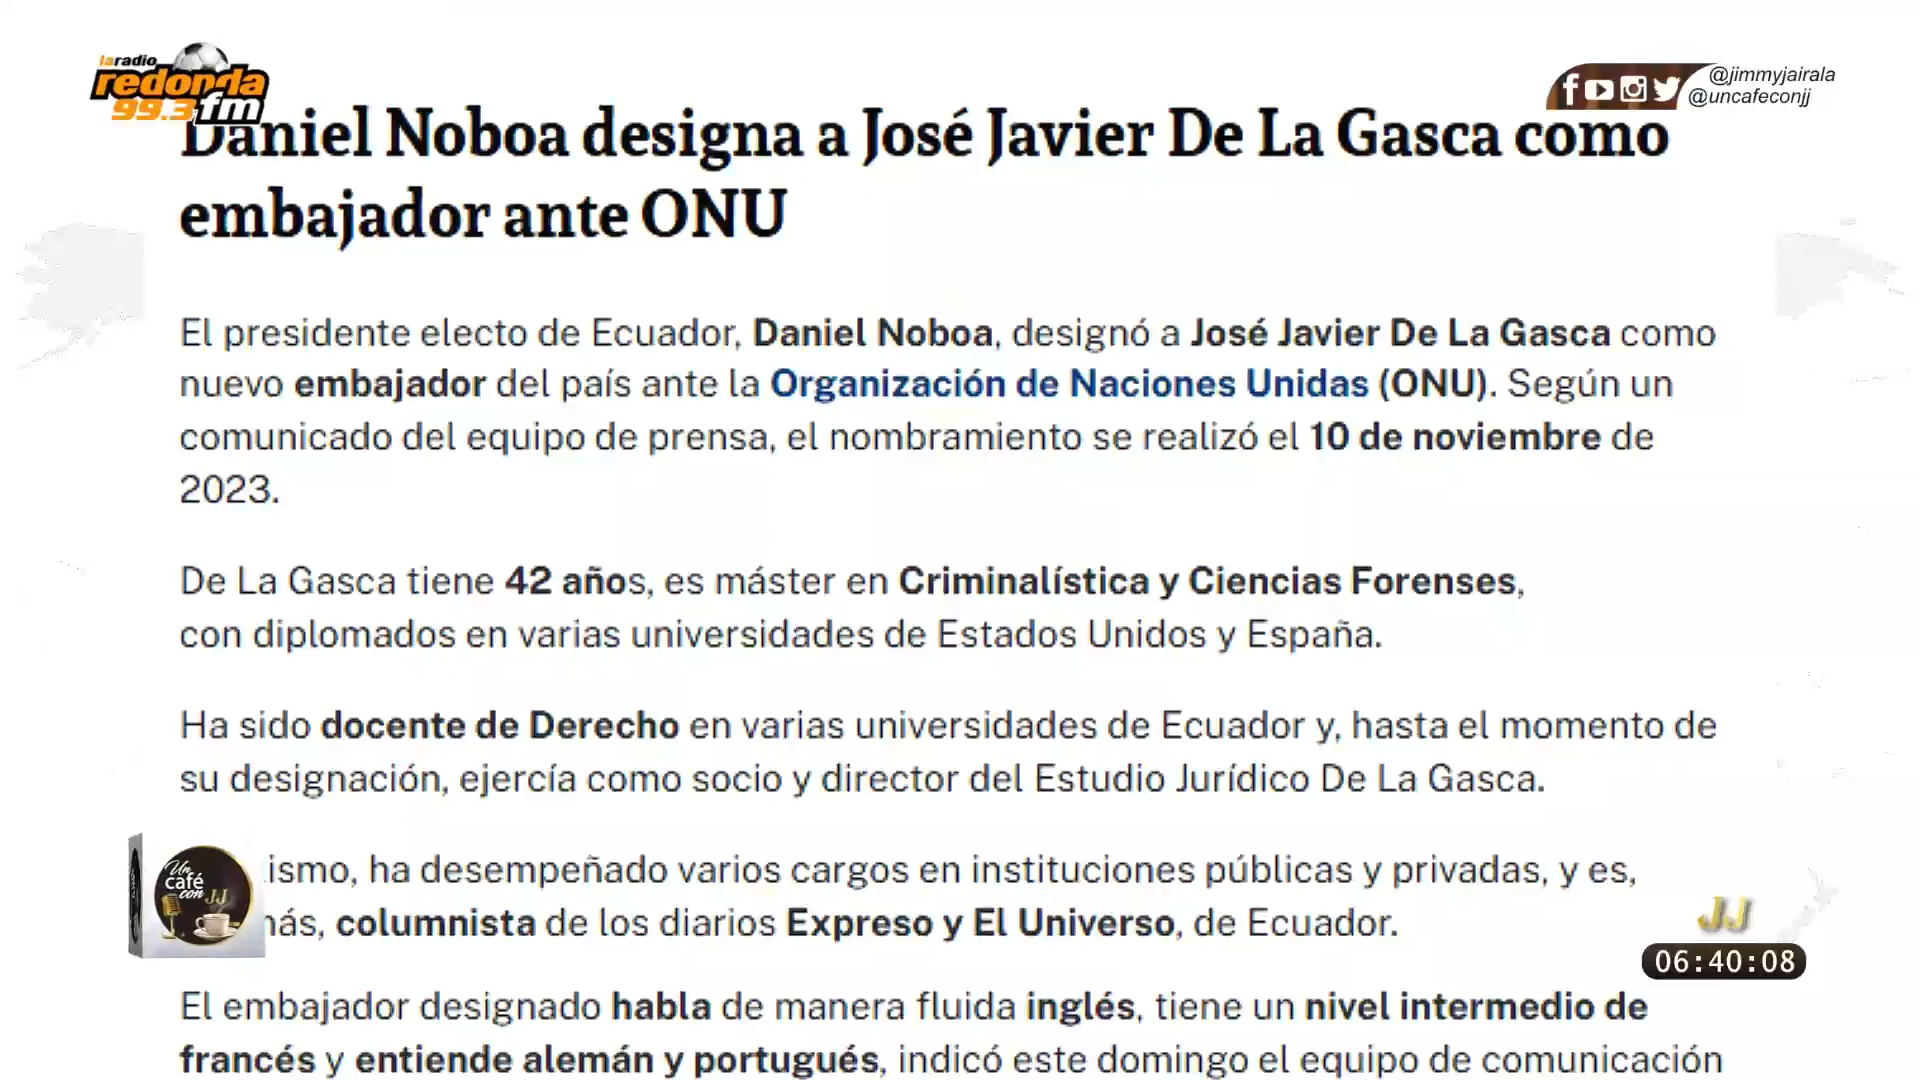 laradio
redonda
99.3 fm
@jimmyjairala
@uncafeconjj
Daniel Noboa designa a José Javier De La Gasca como
embajador ante ONU
El presidente electo de Ecuador, Daniel Noboa, designó a José Javier De La Gasca como
nuevo embajador del país ante la Organización de Naciones Unidas (ONU). Según un
comunicado del equipo de prensa, el nombramiento se realizó el 10 de noviembre de
2023.
De La Gasca tiene 42 años, es máster en Criminalística y Ciencias Forenses,
con diplomados en varias universidades de Estados Unidos y España.
Ha sido docente de Derecho en varias universidades de Ecuador y, hasta el momento de
su designación, ejercía como socio y director del Estudio Jurídico De La Gasca.
ismo, ha desempeñado varios cargos en instituciones públicas y privadas, y es,
más, columnista de los diarios Expreso y El Universo, de Ecuador.
Un
café
con JJ
JJ
06:40:08
El embajador designado habla de manera fluida inglés, tiene un nivel intermedio de
francés y entiende alemán y portugués, indicó este domingo el equipo de comunicación